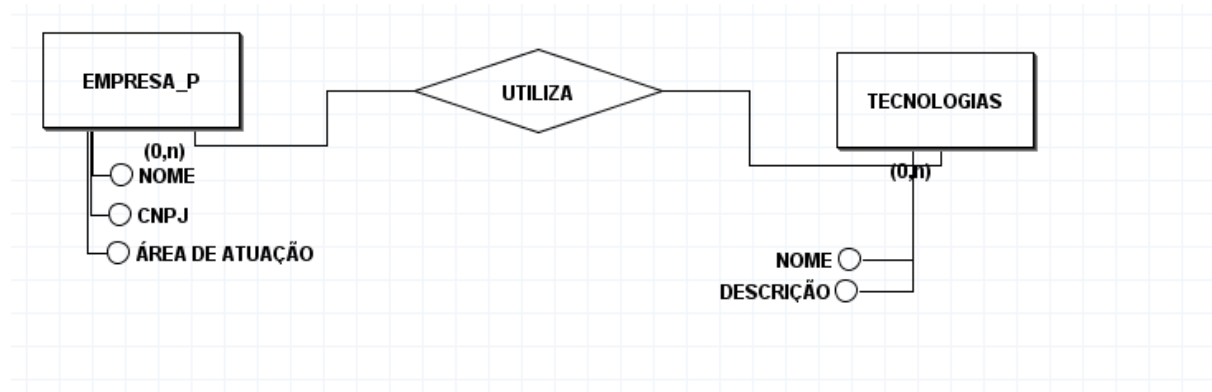 EMPRESA_P
UTILIZA
TECNOLOGIAS
(0,n)
NOME
CNPJ
ÁREA DE ATUAÇÃO
(0,n)
NOME
DESCRIÇÃO